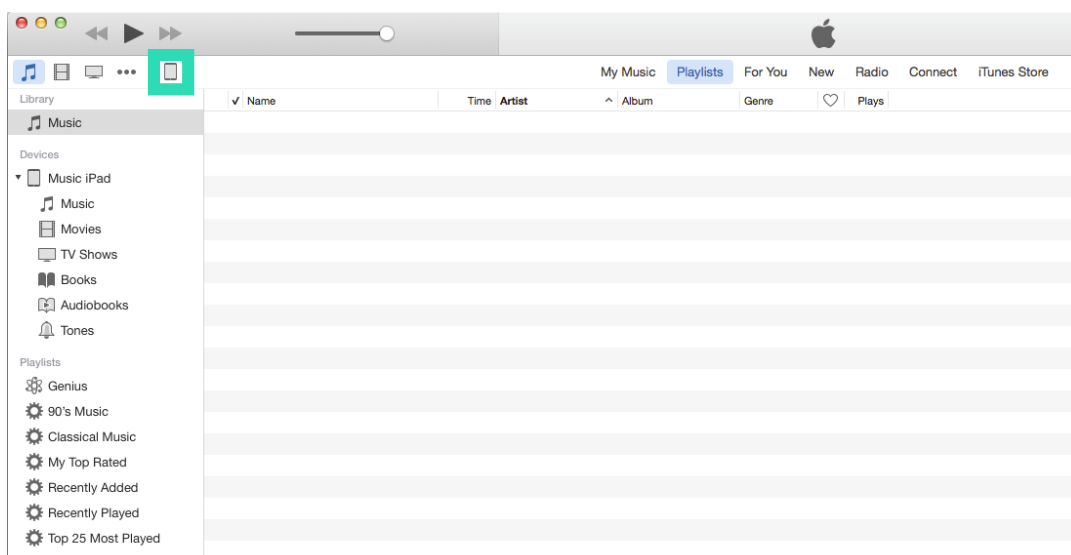 My Music Playlists For You New Radio Connect iTunes Store
Library
✓ Name Time Artist Album Genre Plays
Music
Devices
Music iPad
Music
Movies
TV Shows
Books
Audiobooks
Tones
Playlists
Genius
90's Music
Classical Music
My Top Rated
Recently Added
Recently Played
Top 25 Most Played